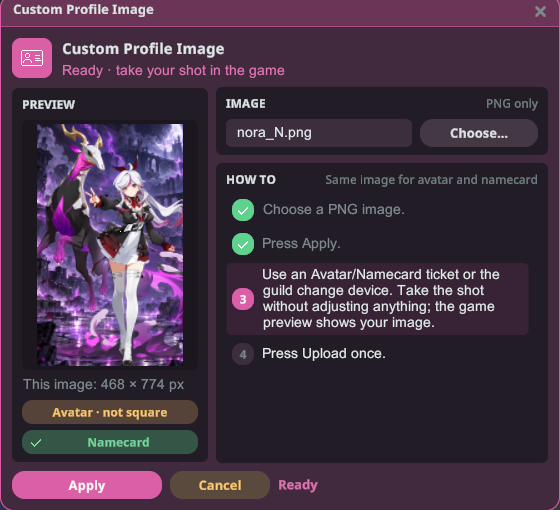 Custom Profile Image
Custom Profile Image
Ready · take your shot in the game
PREVIEW
This image: 468 × 774 px
Avatar · not square
Namecard
IMAGE
PNG only
nora_N.png
Choose...
HOW TO
Same image for avatar and namecard
Choose a PNG image.
Press Apply.
3
Use an Avatar/Namecard ticket or the
guild change device. Take the shot
without adjusting anything; the game
preview shows your image.
4
Press Upload once.
Apply
Cancel
Ready